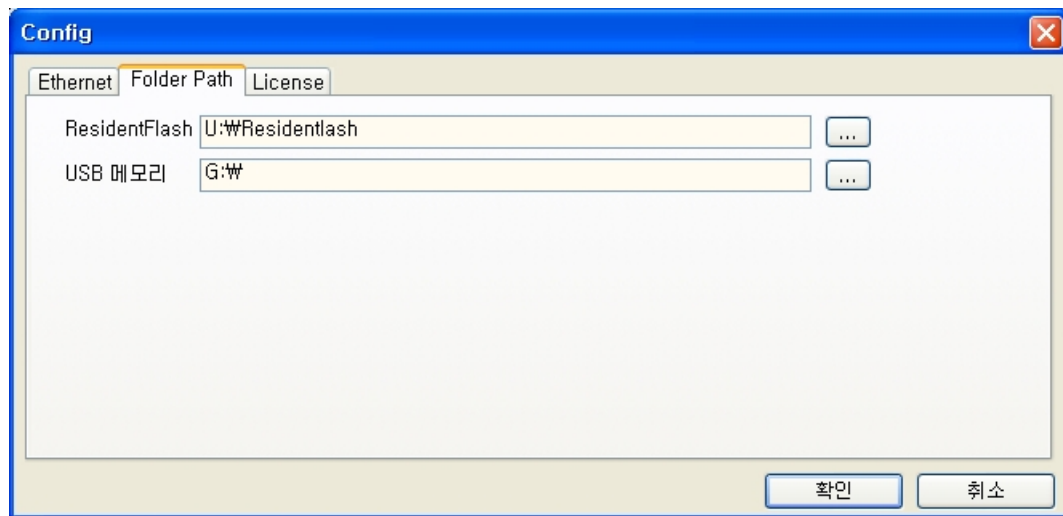 Config
Ethernet Folder Path License
ResidentFlash U:₩Residentlash ...
USB 메모리 G:₩ ...
확인 취소